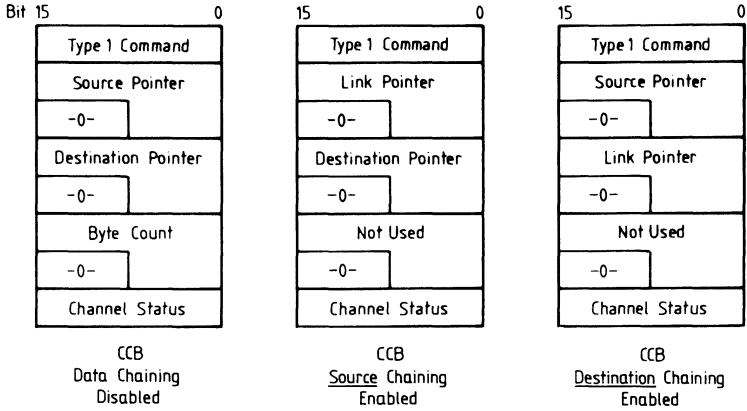 Bit 15 0
Type 1 Command
Source Pointer
-0-
Destination Pointer
-0-
Byte Count
-0-
Channel Status
CCB
Data Chaining
Disabled
15 0
Type 1 Command
Link Pointer
-0-
Destination Pointer
-0-
Not Used
-0-
Channel Status
CCB
Source Chaining
Enabled
15 0
Type 1 Command
Source Pointer
-0-
Link Pointer
-0-
Not Used
-0-
Channel Status
CCB
Destination Chaining
Enabled